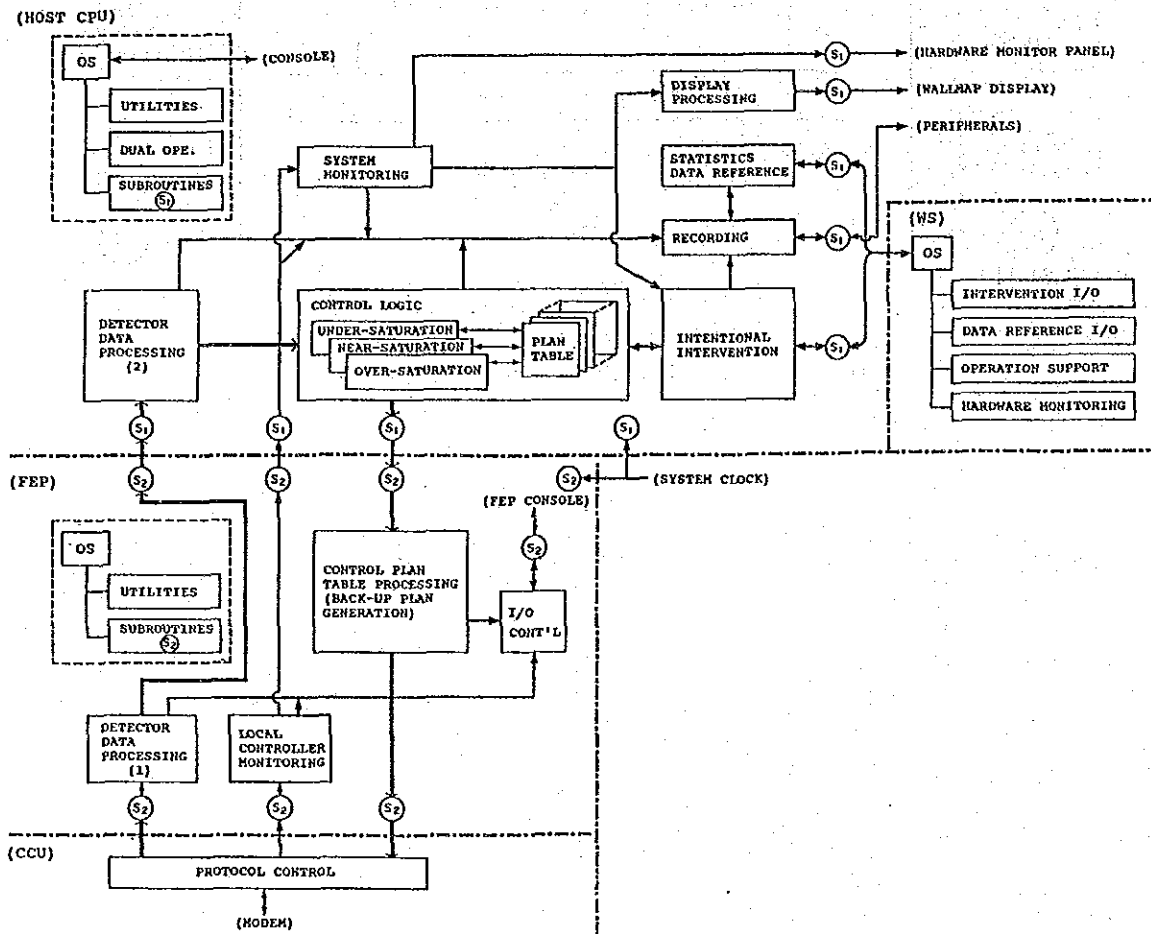 (HOST CPU)
OS
(CONSOLE)
UTILITIES
DUAL OPE.
SUBROUTINES
S1
S1
(HARDWARE MONITOR PANEL)
DISPLAY
PROCESSING
S1
(WALLMAP DISPLAY)
(PERIPHERALS)
SYSTEM
MONITORING
STATISTICS
DATA REFERENCE
S1
RECORDING
S1
(WS)
OS
INTERVENTION I/O
DATA REFERENCE I/O
OPERATION SUPPORT
HARDWARE MONITORING
DETECTOR
DATA
PROCESSING
(2)
CONTROL LOGIC
UNDER-SATURATION
NEAR-SATURATION
OVER-SATURATION
PLAN
TABLE
INTENTIONAL
INTERVENTION
S1
S1
S1
S1
S1
(FEP)
S2
S2
S2
S2
(SYSTEM CLOCK)
(FEP CONSOLE)
S2
OS
UTILITIES
SUBROUTINES
S2
CONTROL PLAN
TABLE PROCESSING
(BACK-UP PLAN
GENERATION)
I/O
CONT'L
DETECTOR
DATA
PROCESSING
(1)
LOCAL
CONTROLLER
MONITORING
S2
S2
S2
(CCU)
PROTOCOL CONTROL
(MODEM)